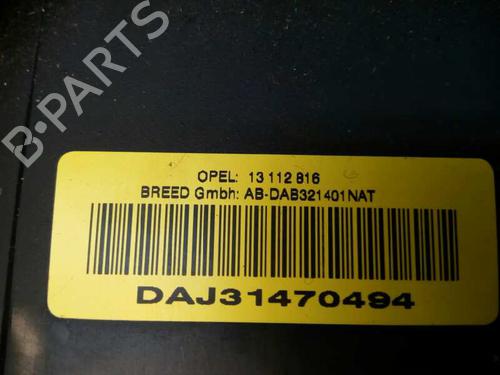 B-PARTS
OPEL: 13 112 816
BREED Gmbh: AB-DAB321401NAT
DAJ31470494